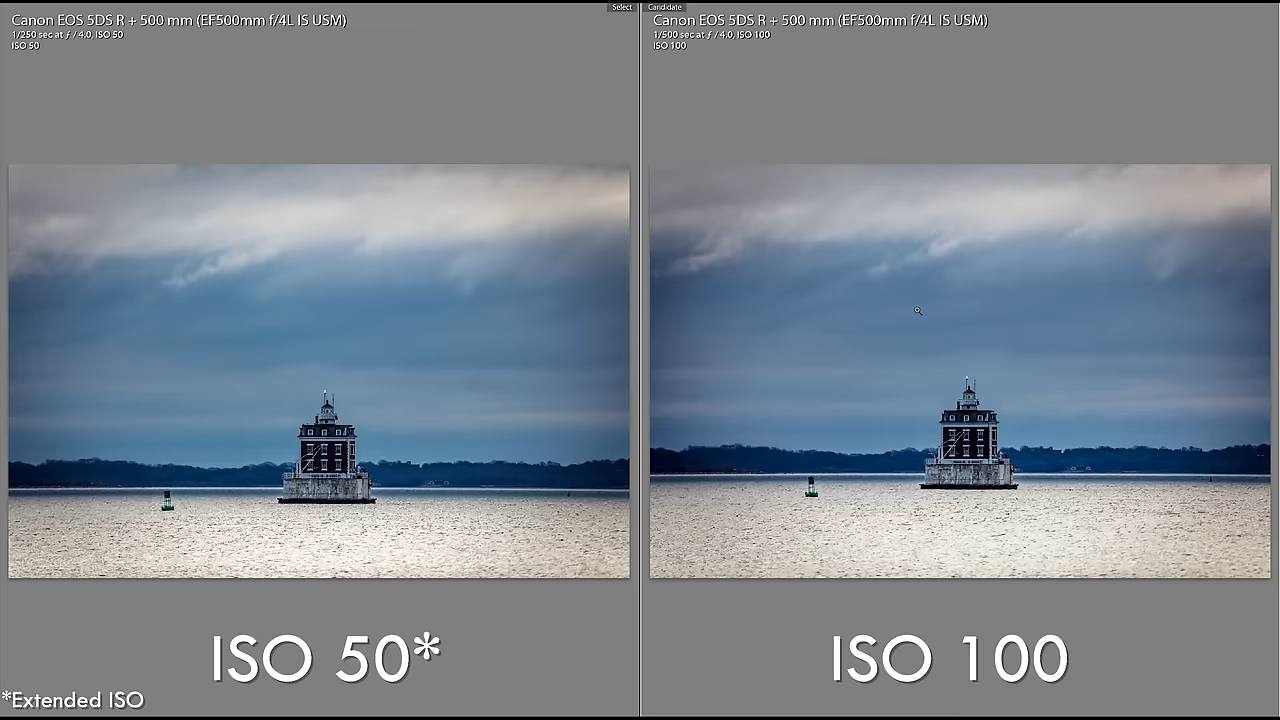 Select
Candidate
Canon EOS 5DS R + 500 mm (EF500mm f/4L IS USM)
1/250 sec at ƒ / 4.0, ISO 50
ISO 50
Canon EOS 5DS R + 500 mm (EF500mm f/4L IS USM)
1/500 sec at ƒ / 4.0, ISO 100
ISO 100
ISO 50*
ISO 100
*Extended ISO